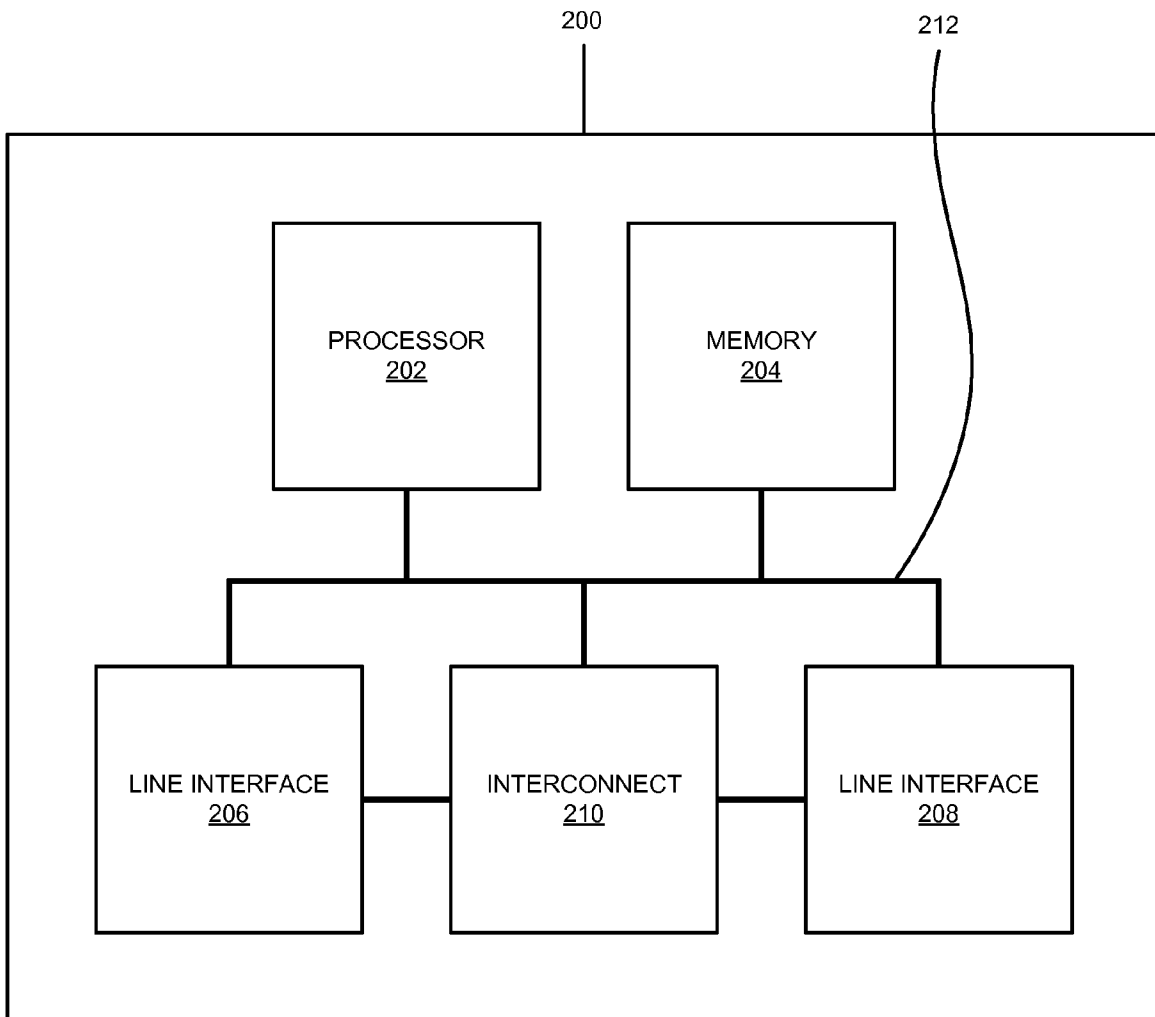 200
212
PROCESSOR
202
MEMORY
204
LINE INTERFACE
206
INTERCONNECT
210
LINE INTERFACE
208